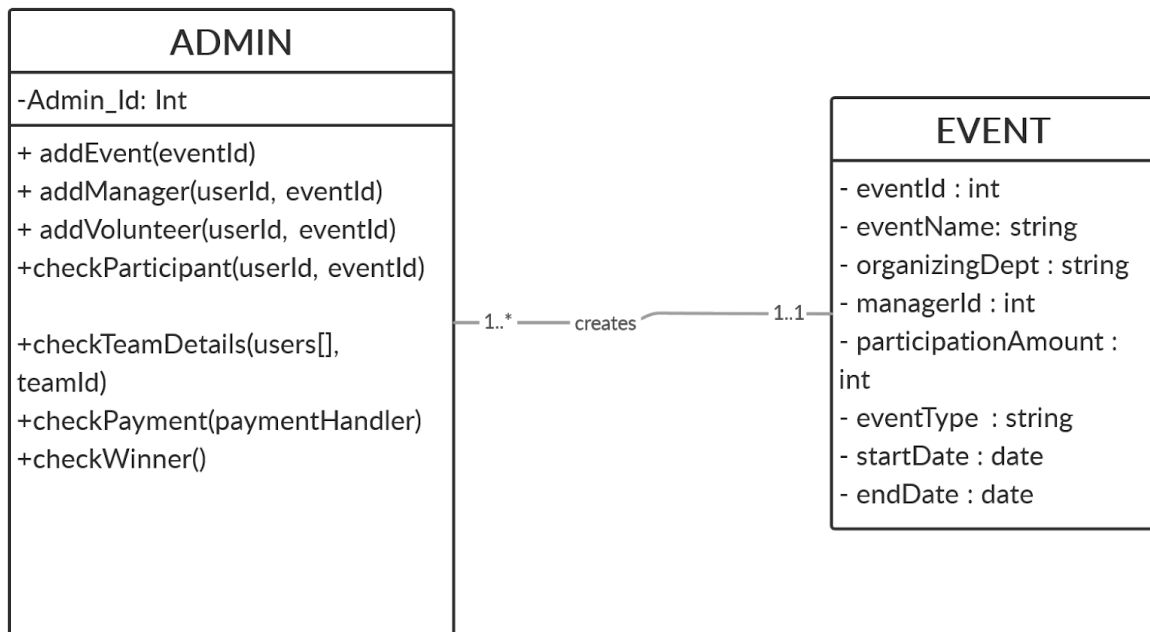 ADMIN
-Admin_Id: Int
+ addEvent(eventId)
+ addManager(userId, eventId)
+ addVolunteer(userId, eventId)
+checkParticipant(userId, eventId)
+checkTeamDetails(users[],
teamId)
+checkPayment(paymentHandler)
+checkWinner()
1..*
creates
1..1
EVENT
- eventId : int
- eventName: string
- organizingDept : string
- managerId : int
- participationAmount :
int
- eventType  : string
- startDate : date
- endDate : date